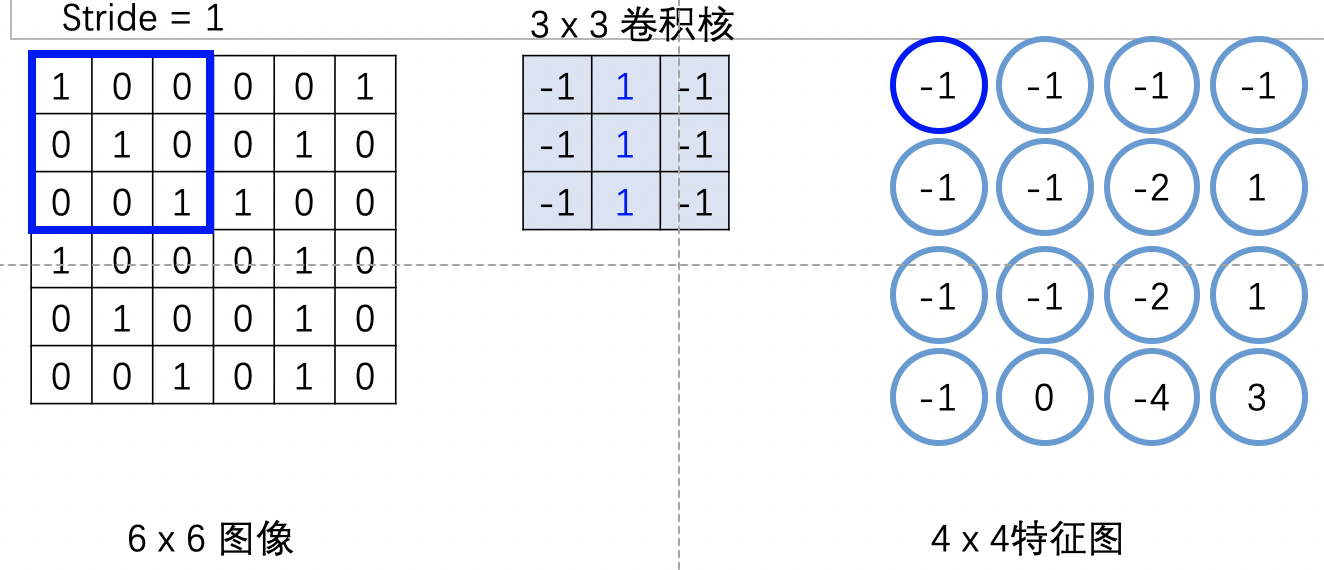 Stride = 1
3 x 3 卷积核
1 0 0 0 0 1
0 1 0 0 1 0
0 0 1 1 0 0
1 0 0 0 1 0
0 1 0 0 1 0
0 0 1 0 1 0
-1 1 -1
-1 1 -1
-1 1 -1
-1 -1 -1 -1
-1 -1 -2 1
-1 -1 -2 1
-1 0 -4 3
6 x 6 图像
4 x 4特征图